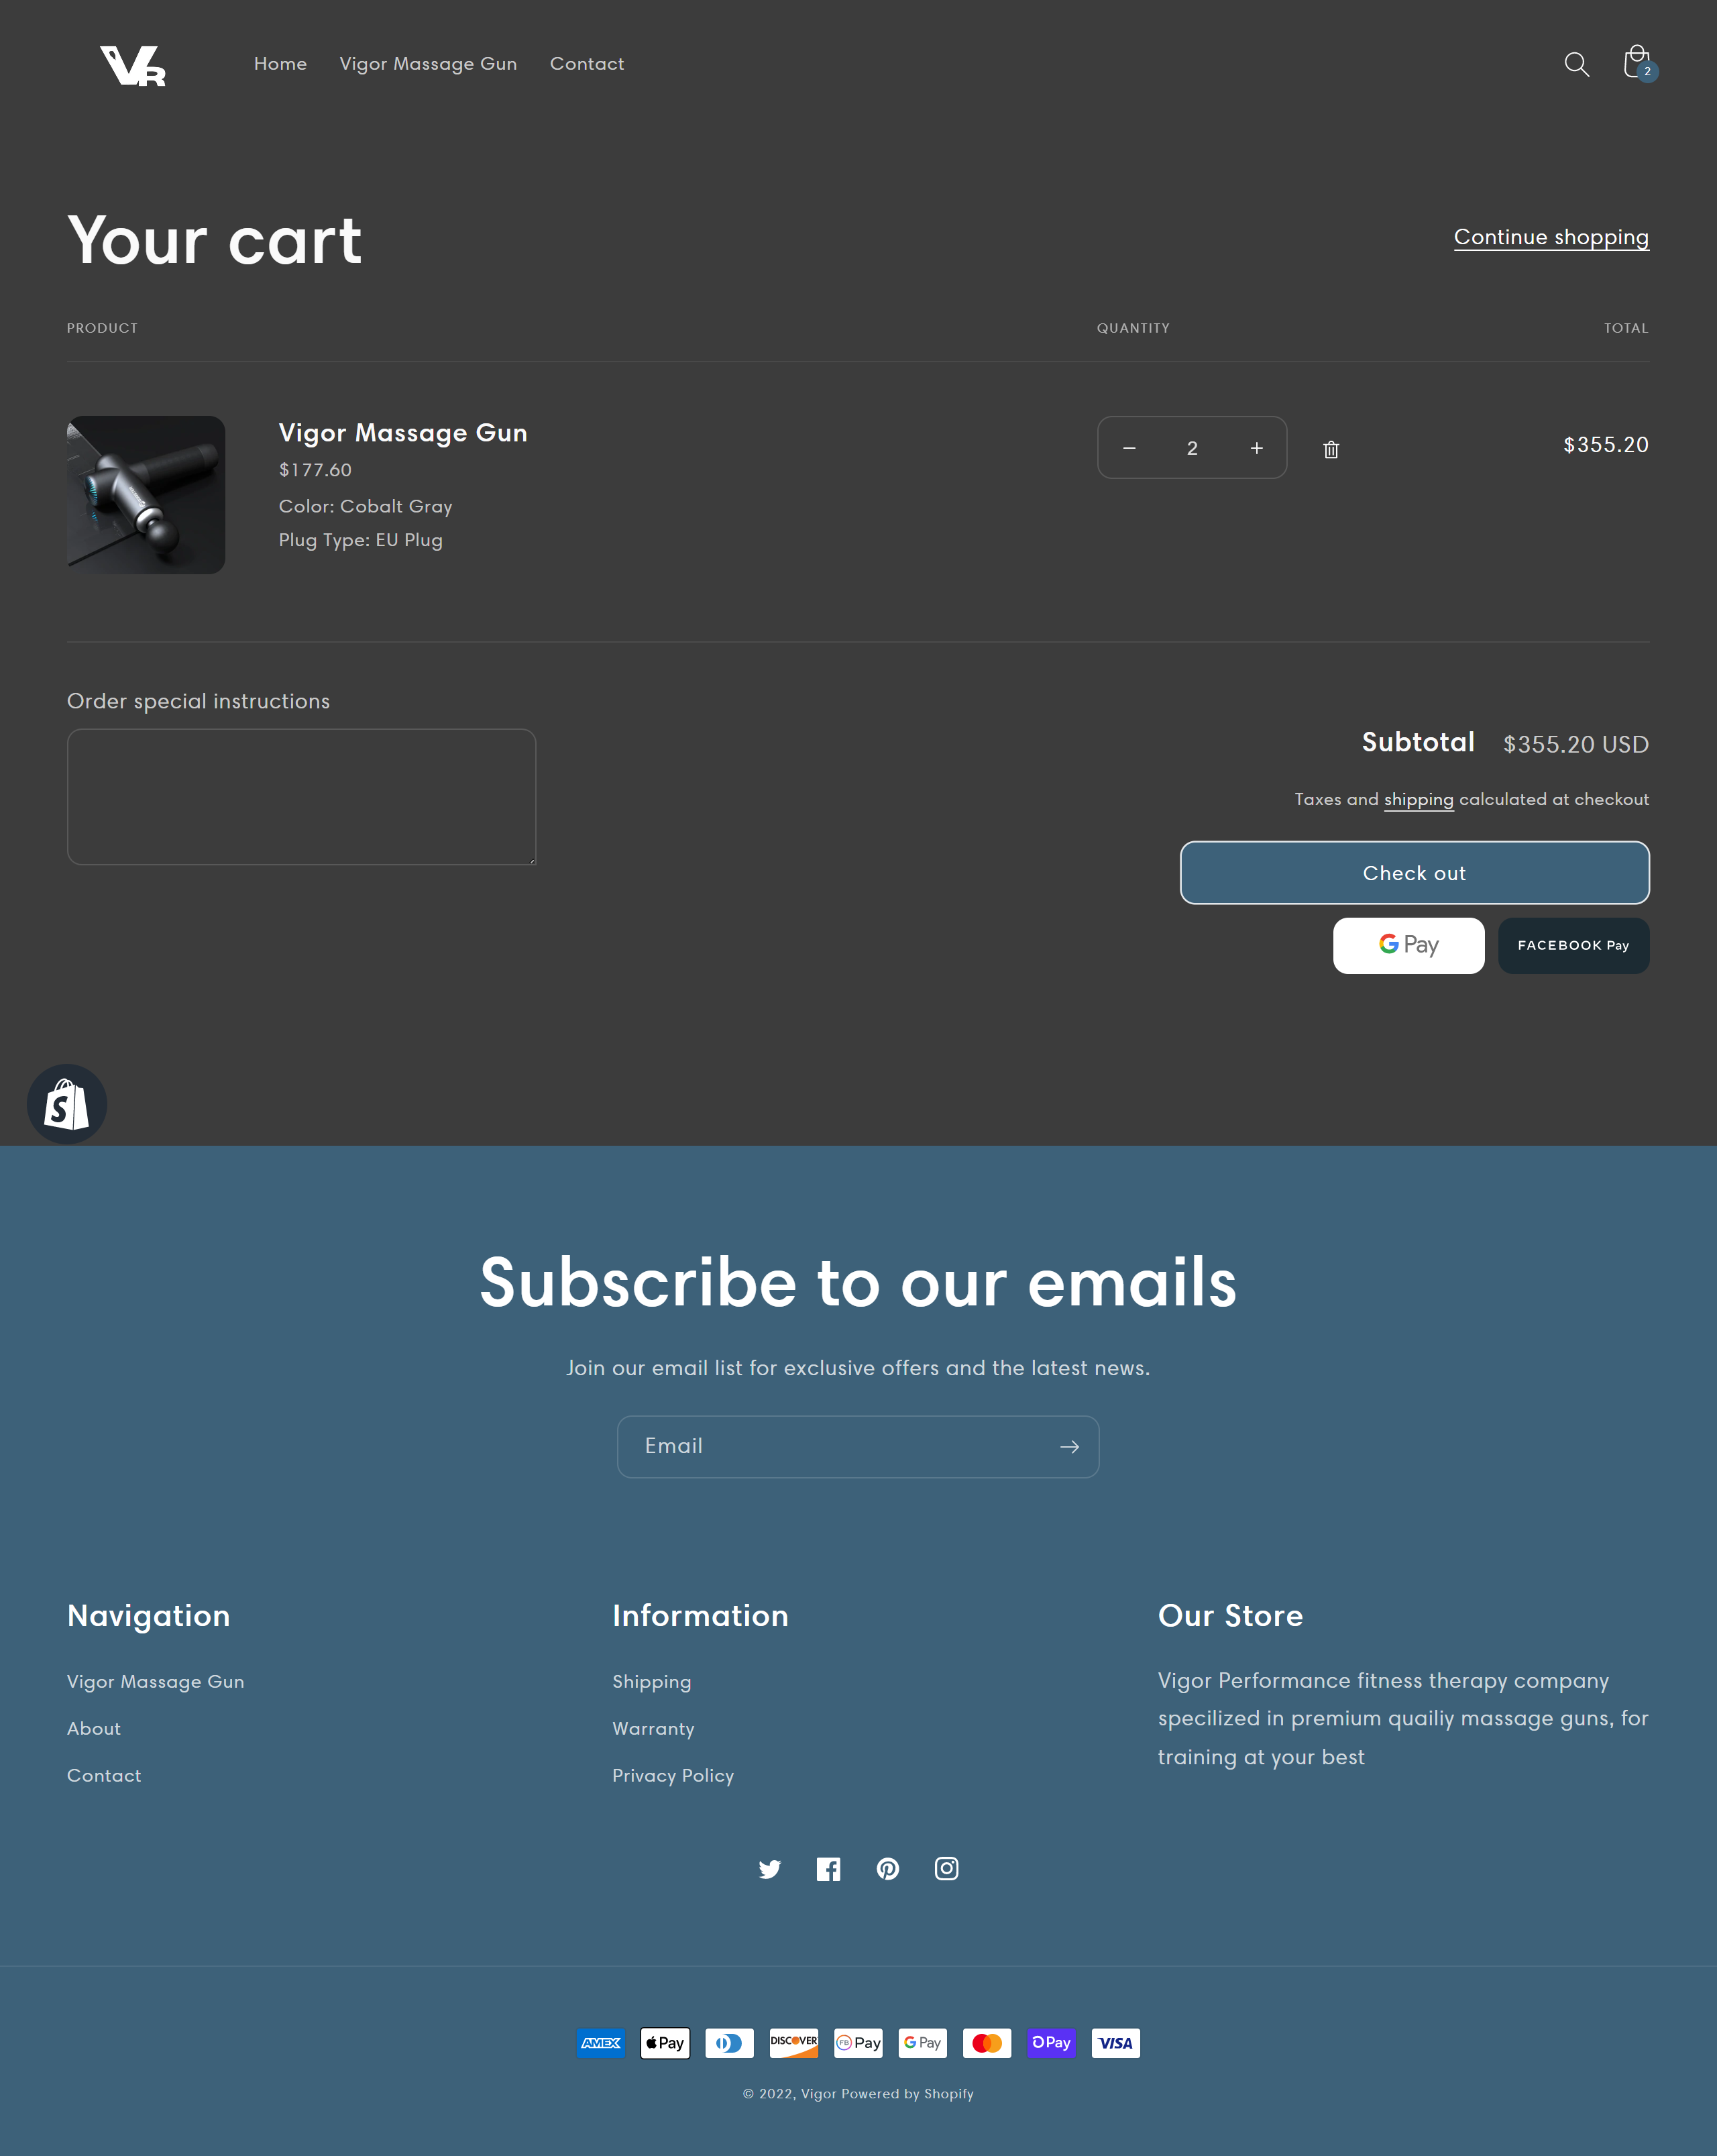 VR
Home Vigor Massage Gun Contact
2
Your cart
Continue shopping
PRODUCT QUANTITY TOTAL
Vigor Massage Gun
$177.60
Color: Cobalt Gray
Plug Type: EU Plug
2
$355.20
Order special instructions
Subtotal $355.20 USD
Taxes and shipping calculated at checkout
Check out
G Pay
FACEBOOK Pay
S
Subscribe to our emails
Join our email list for exclusive offers and the latest news.
Email
Navigation
Vigor Massage Gun
About
Contact
Information
Shipping
Warranty
Privacy Policy
Our Store
Vigor Performance fitness therapy company
specilized in premium quailiy massage guns, for
training at your best
AMEX Pay DISCOVER FB Pay G Pay Pay VISA
© 2022, Vigor Powered by Shopify